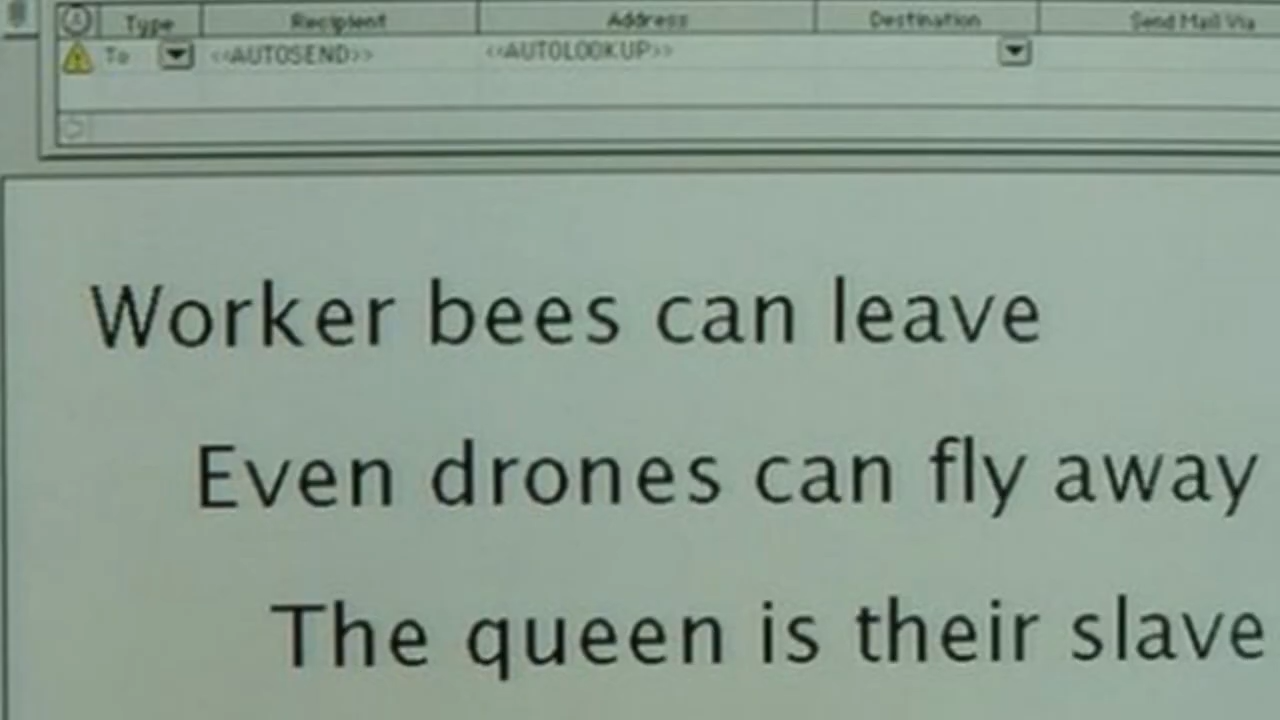 Type Recipient Address Destination Send Mail Via
To <<AUTOSEND>> <<AUTOLOOKUP>>
Worker bees can leave
Even drones can fly away
The queen is their slave